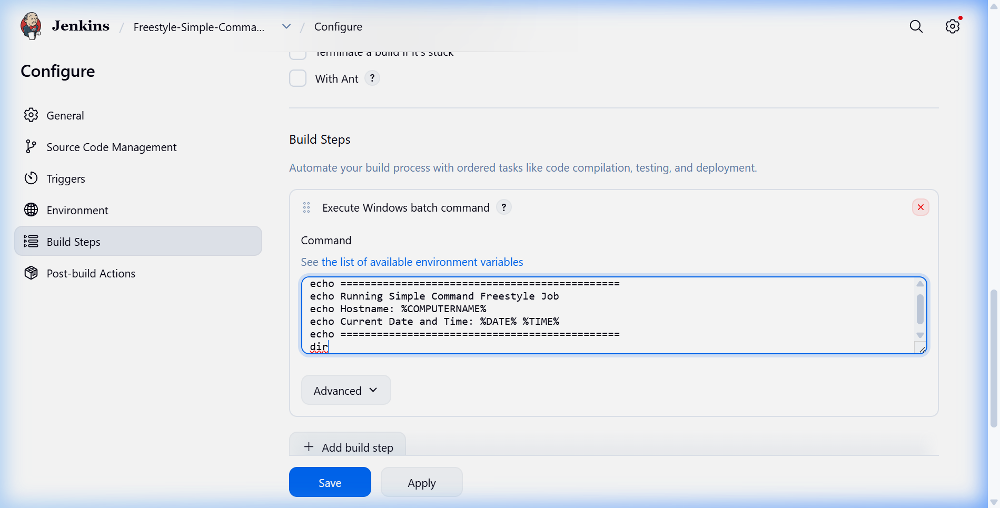 Jenkins / Freestyle-Simple-Comma... / Configure
Terminate a build if it's stuck
With Ant ?
Configure
General
Source Code Management
Triggers
Environment
Build Steps
Post-build Actions
Build Steps
Automate your build process with ordered tasks like code compilation, testing, and deployment.
Execute Windows batch command ?
Command
See the list of available environment variables
echo ==============================================
echo Running Simple Command Freestyle Job
echo Hostname: %COMPUTERNAME%
echo Current Date and Time: %DATE% %TIME%
echo ==============================================
dir
Advanced
+ Add build step
Save
Apply